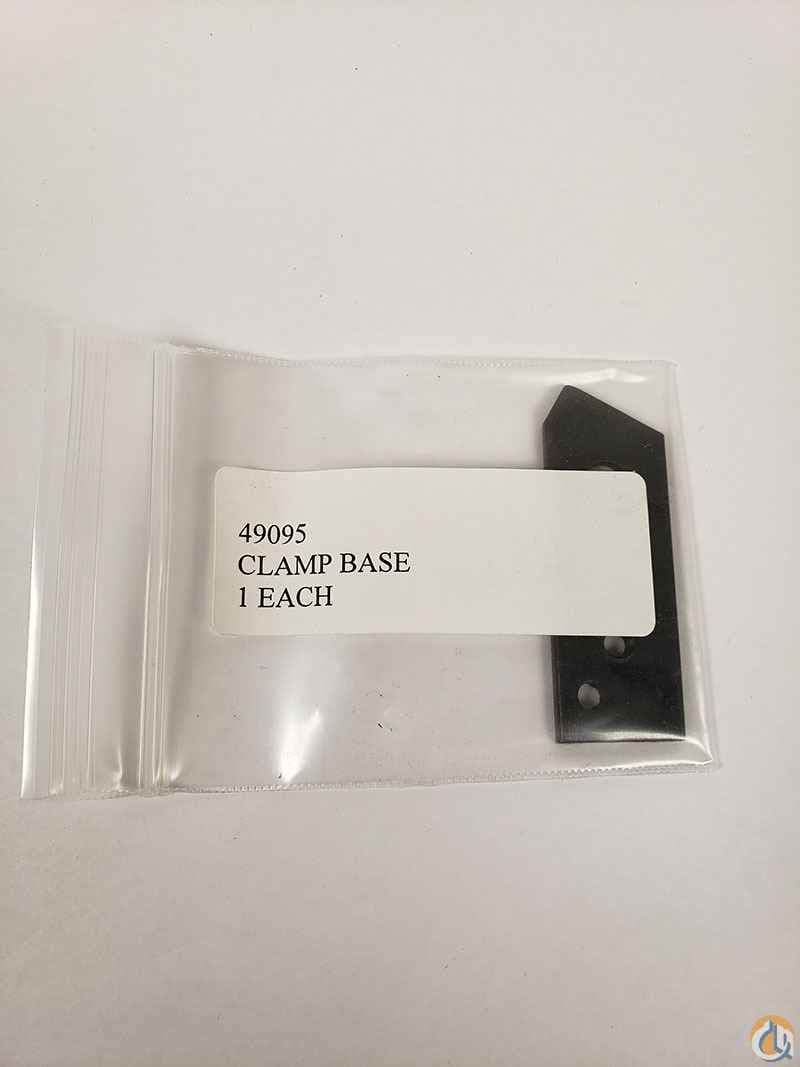 49095
CLAMP BASE
1 EACH